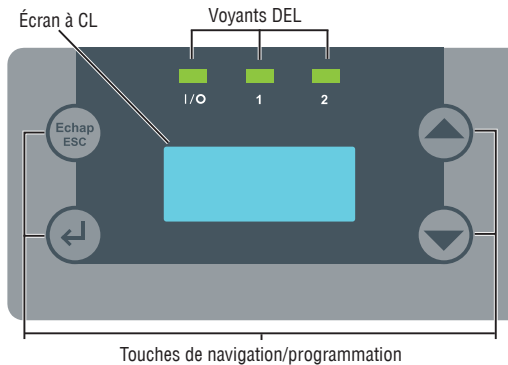 Écran à CL
Voyants DEL
I/O 1 2
Echap
ESC
Touches de navigation/programmation